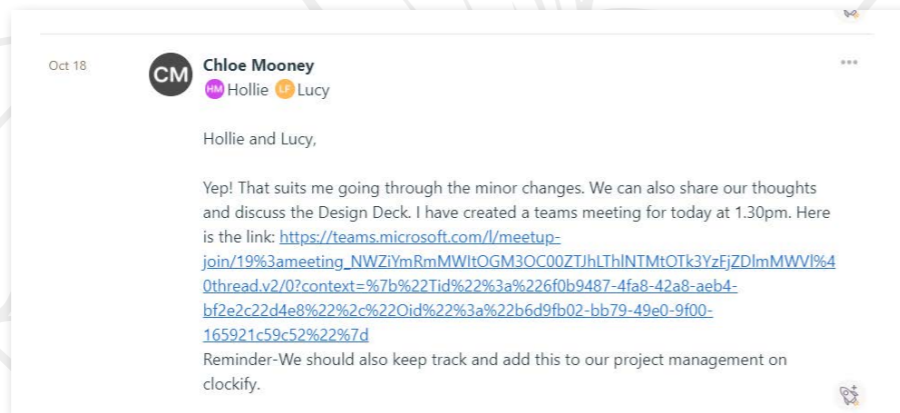 Oct 18
CM
Chloe Mooney
HM Hollie LF Lucy
Hollie and Lucy,
Yep! That suits me going through the minor changes. We can also share our thoughts
and discuss the Design Deck. I have created a teams meeting for today at 1.30pm. Here
is the link: https://teams.microsoft.com/l/meetup-
join/19%3ameeting_NWZiYmRmMWItOGM3OC00ZTJhLThlNTMtOTk3YzFjZDlmMWVl%4
0thread.v2/0?context=%7b%22Tid%22%3a%226f0b9487-4fa8-42a8-aeb4-
bf2e2c22d4e8%22%2c%22Oid%22%3a%22b6d9fb02-bb79-49e0-9f00-
165921c59c52%22%7d
Reminder-We should also keep track and add this to our project management on
clockify.